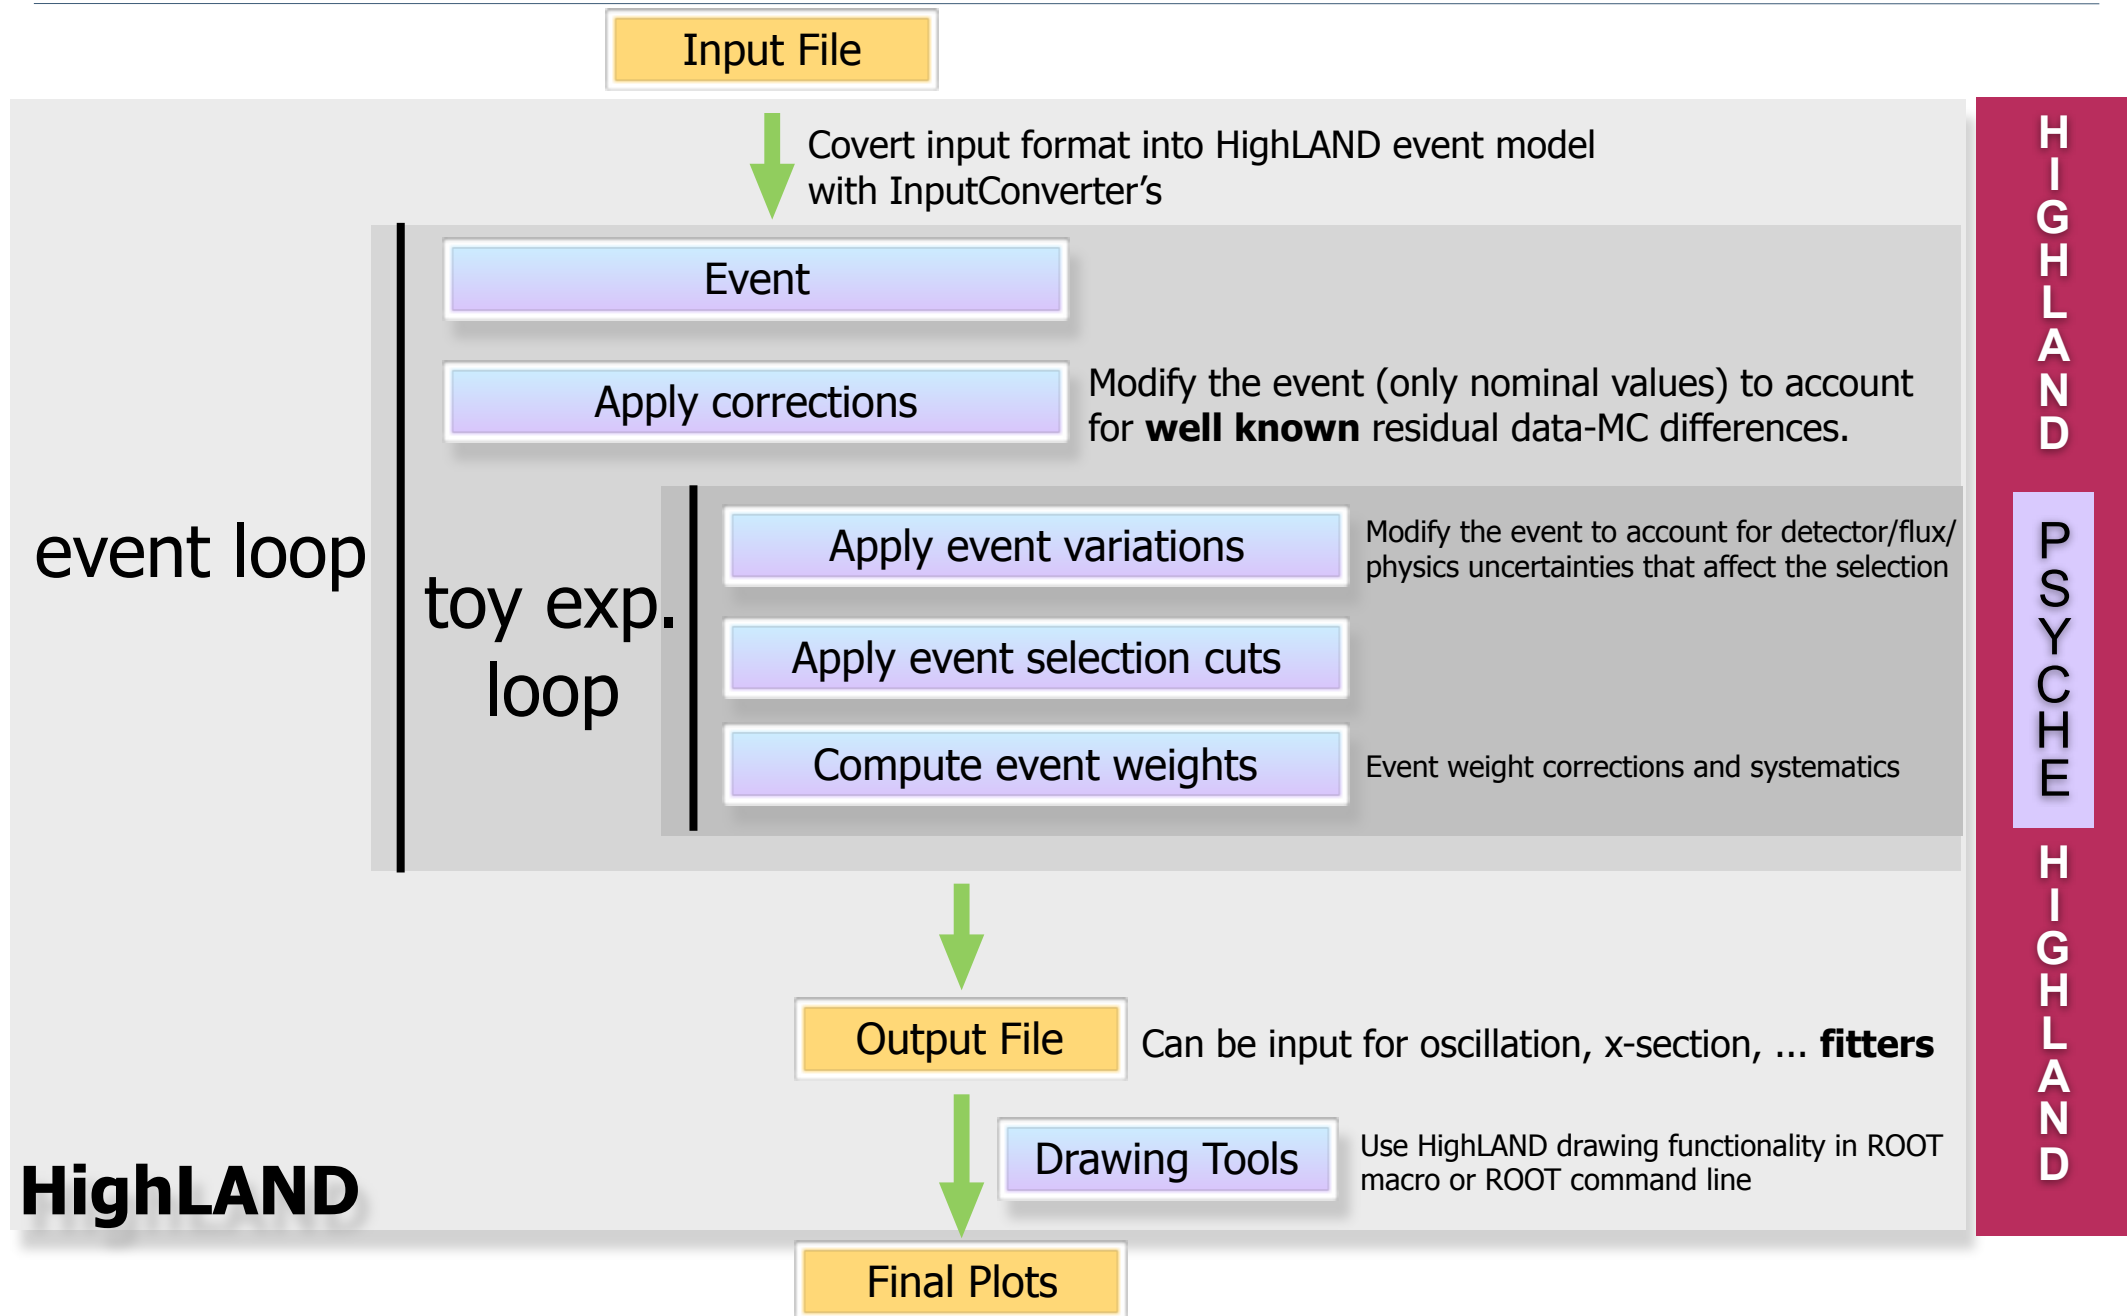 Input File
Covert input format into HighLAND event model
with InputConverter’s
Event
Apply corrections
Modify the event (only nominal values) to account
for well known residual data-MC differences.
event loop
toy exp.
loop
Apply event variations
Modify the event to account for detector/flux/
physics uncertainties that affect the selection
Apply event selection cuts
Compute event weights
Event weight corrections and systematics
Output File
Can be input for oscillation, x-section, ... fitters
Drawing Tools
Use HighLAND drawing functionality in ROOT
macro or ROOT command line
HighLAND
Final Plots
HIGHLAND
PSYCHE
HIGHLAND